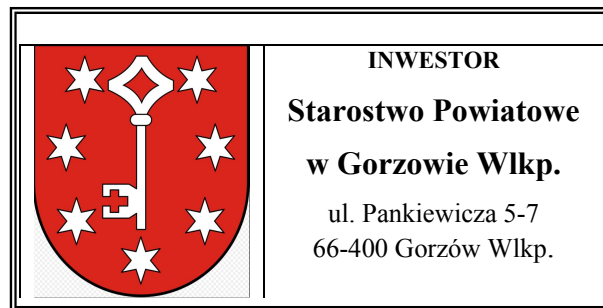 INWESTOR
Starostwo Powiatowe
w Gorzowie Wlkp.
ul. Pankiewicza 5-7
66-400 Gorzów Wlkp.